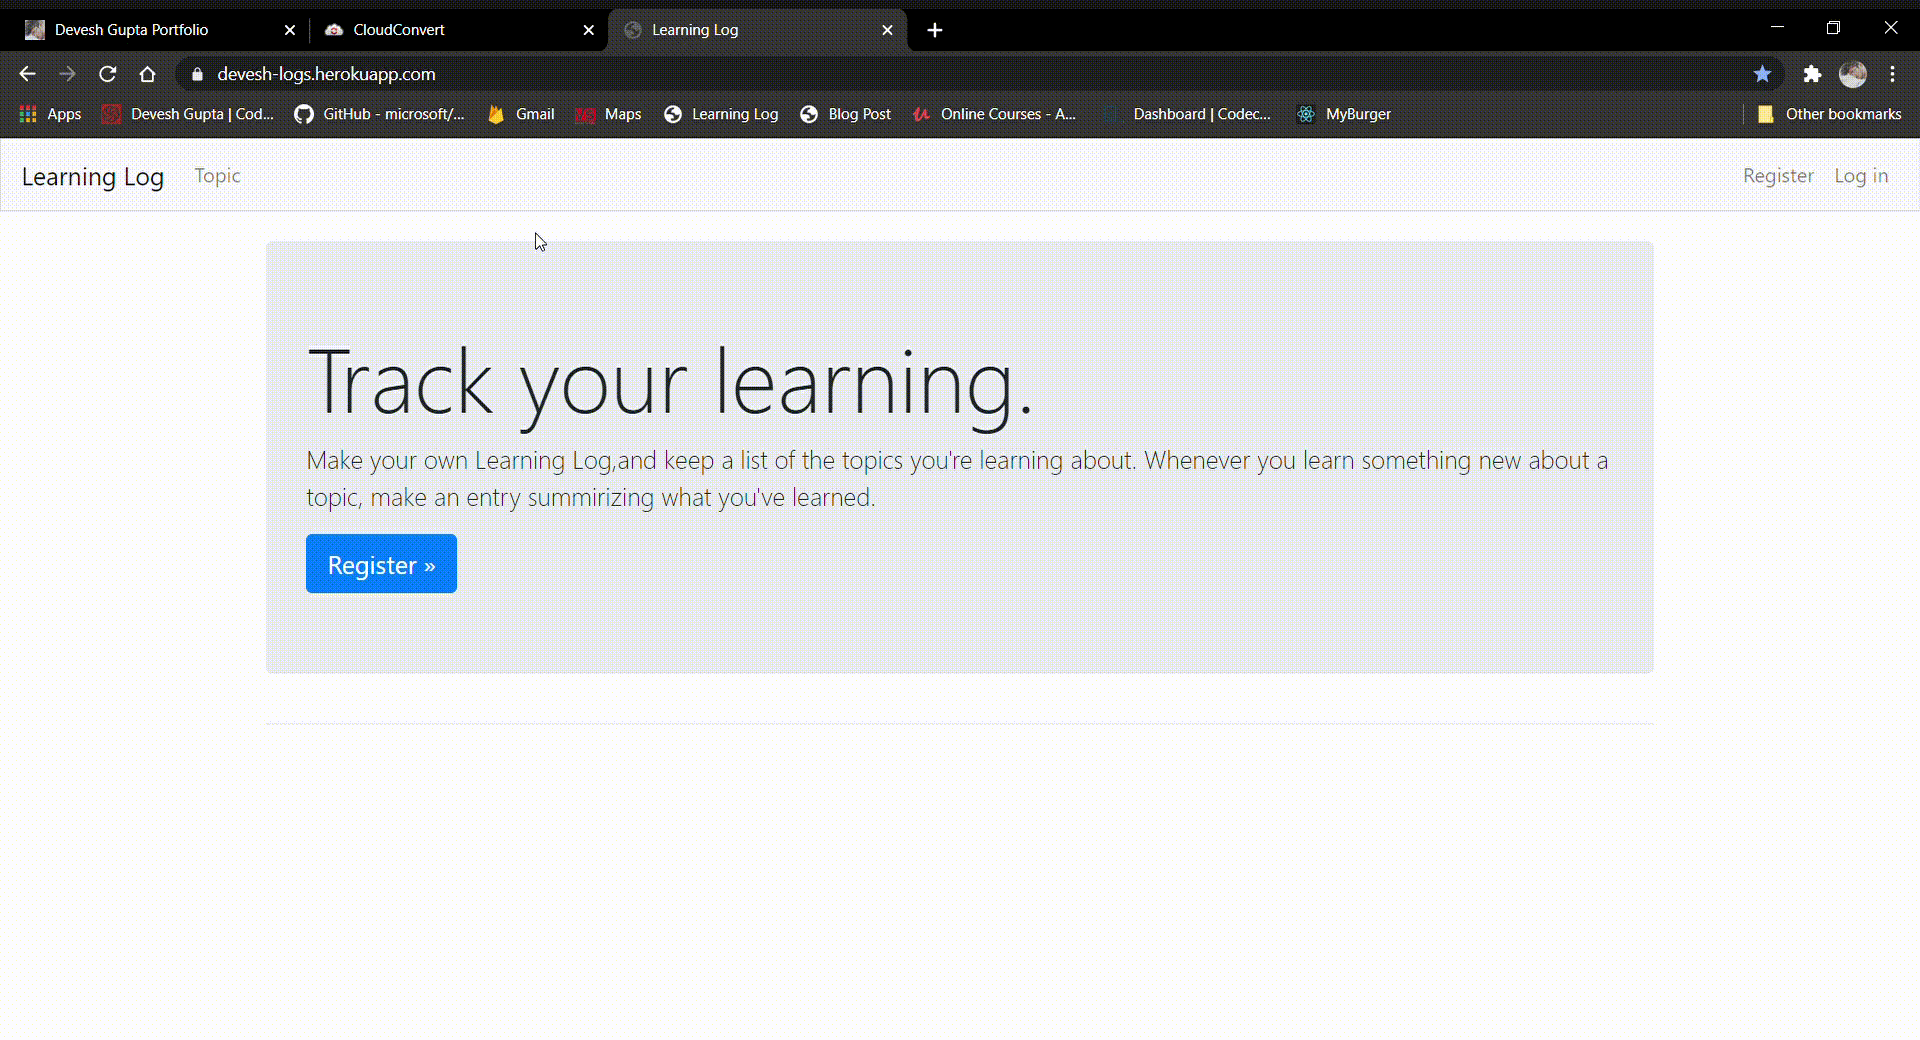 Devesh Gupta Portfolio
CloudConvert
Learning Log
devesh-logs.herokuapp.com
Apps
Devesh Gupta | Cod...
GitHub - microsoft/...
Gmail
Maps
Learning Log
Blog Post
Online Courses - A...
Dashboard | Codec...
MyBurger
Other bookmarks
Learning Log
Topic
Register
Log in
Track your learning.
Make your own Learning Log,and keep a list of the topics you're learning about. Whenever you learn something new about a
topic, make an entry summirizing what you've learned.
Register »